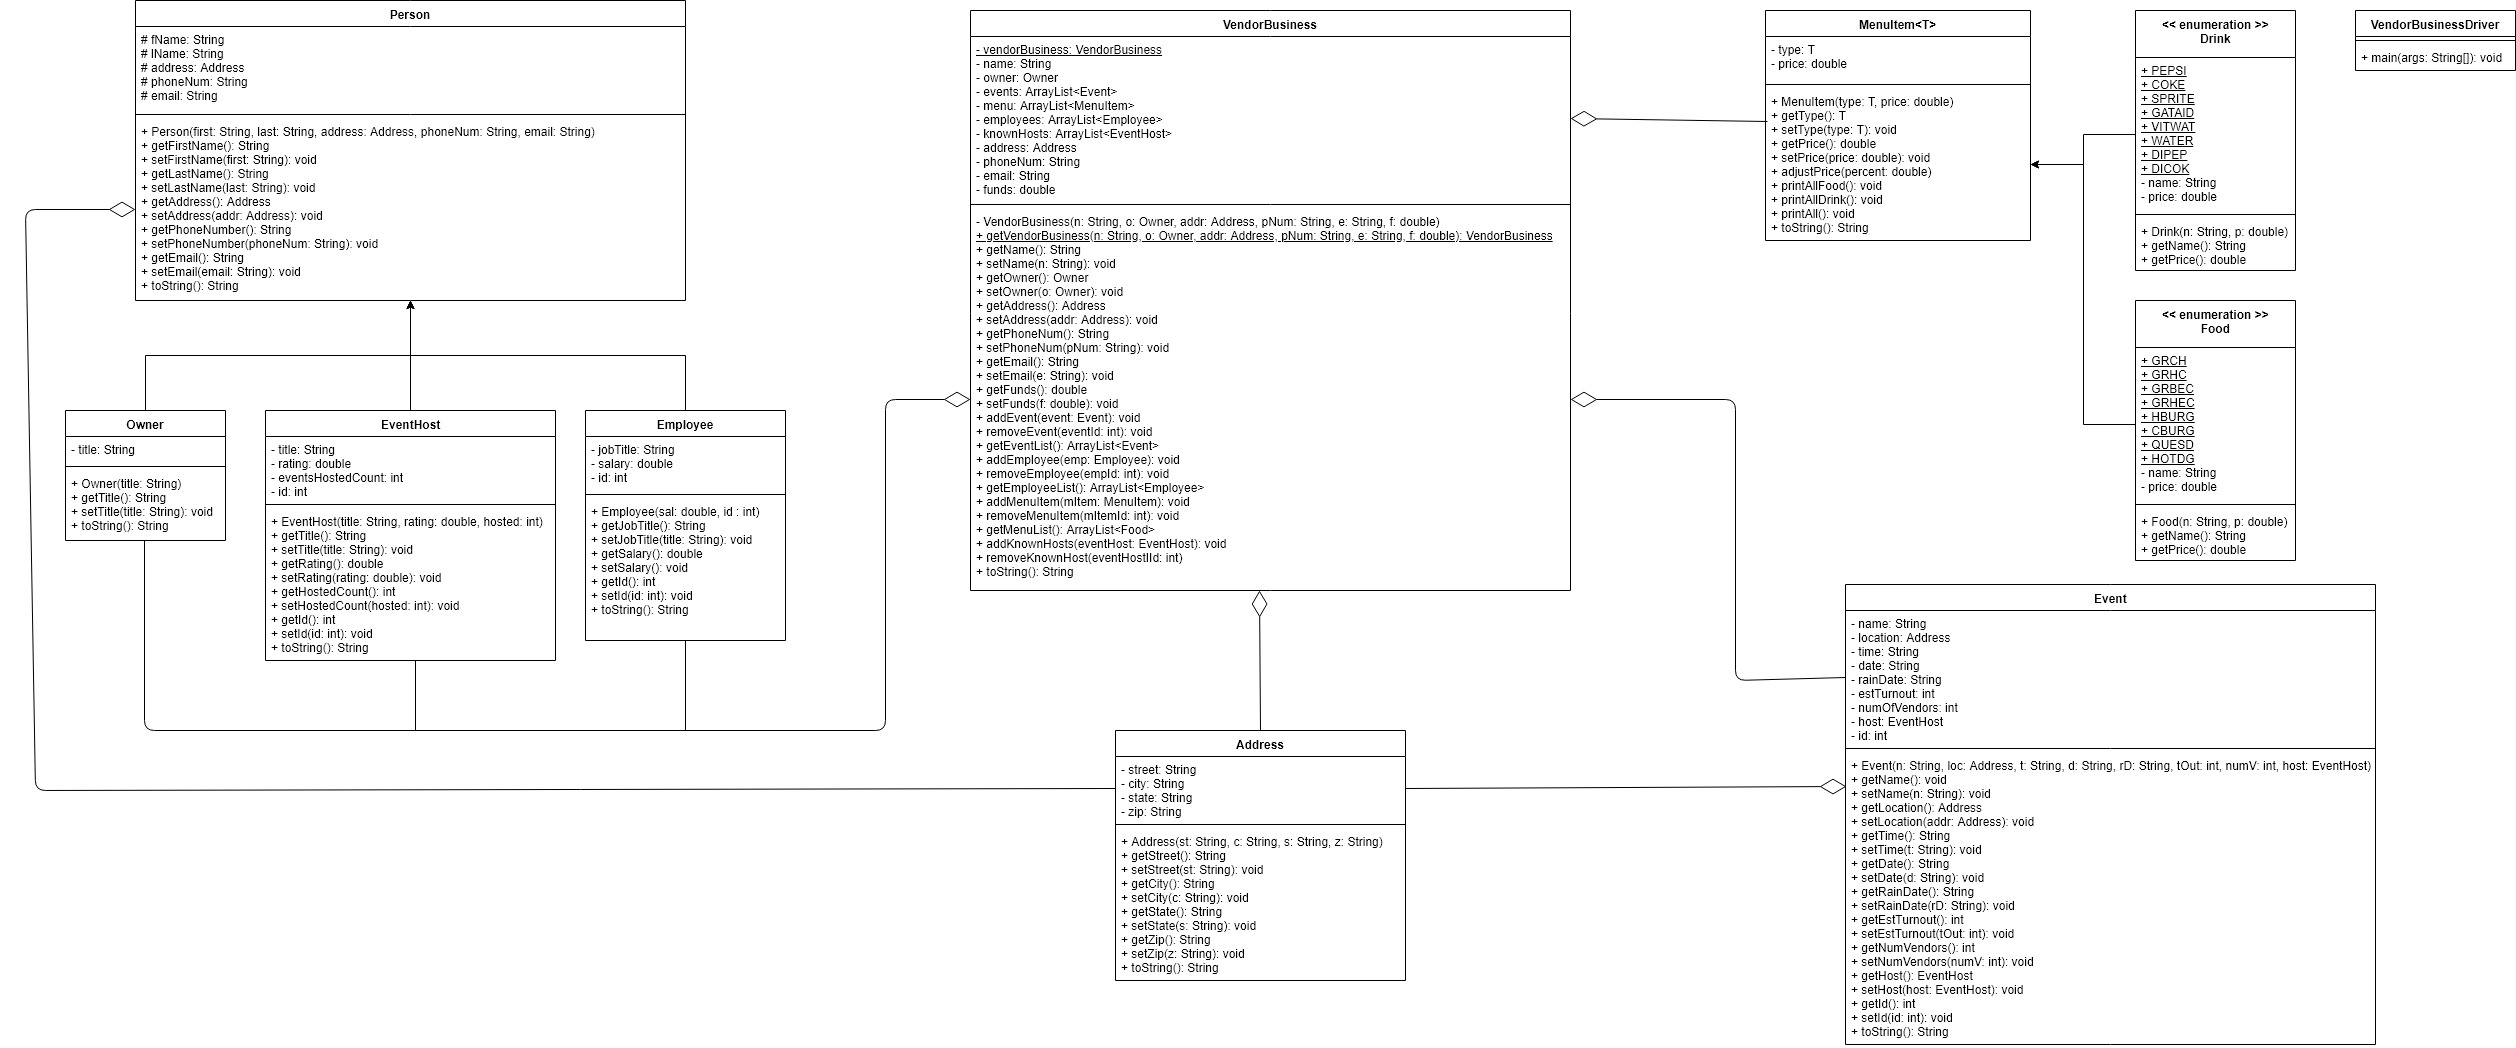 Person
# fName: String
# lName: String
# address: Address
# phoneNum: String
# email: String
+ Person(first: String, last: String, address: Address, phoneNum: String, email: String)
+ getFirstName(): String
+ setFirstName(first: String): void
+ getLastName(): String
+ setLastName(last: String): void
+ getAddress(): Address
+ setAddress(addr: Address): void
+ getPhoneNumber(): String
+ setPhoneNumber(phoneNum: String): void
+ getEmail(): String
+ setEmail(email: String): void
+ toString(): String
Owner
- title: String
+ Owner(title: String)
+ getTitle(): String
+ setTitle(title: String): void
+ toString(): String
EventHost
- title: String
- rating: double
- eventsHostedCount: int
- id: int
+ EventHost(title: String, rating: double, hosted: int)
+ getTitle(): String
+ setTitle(title: String): void
+ getRating(): double
+ setRating(rating: double): void
+ getHostedCount(): int
+ setHostedCount(hosted: int): void
+ getId(): int
+ setId(id: int): void
+ toString(): String
Employee
- jobTitle: String
- salary: double
- id: int
+ Employee(sal: double, id : int)
+ getJobTitle(): String
+ setJobTitle(title: String): void
+ getSalary(): double
+ setSalary(): void
+ getId(): int
+ setId(id: int): void
+ toString(): String
VendorBusiness
- vendorBusiness: VendorBusiness
- name: String
- owner: Owner
- events: ArrayList<Event>
- menu: ArrayList<MenuItem>
- employees: ArrayList<Employee>
- knownHosts: ArrayList<EventHost>
- address: Address
- phoneNum: String
- email: String
- funds: double
- VendorBusiness(n: String, o: Owner, addr: Address, pNum: String, e: String, f: double)
+ getVendorBusiness(n: String, o: Owner, addr: Address, pNum: String, e: String, f: double): VendorBusiness
+ getName(): String
+ setName(n: String): void
+ getOwner(): Owner
+ setOwner(o: Owner): void
+ getAddress(): Address
+ setAddress(addr: Address): void
+ getPhoneNum(): String
+ setPhoneNum(pNum: String): void
+ getEmail(): String
+ setEmail(e: String): void
+ getFunds(): double
+ setFunds(f: double): void
+ addEvent(event: Event): void
+ removeEvent(eventId: int): void
+ getEventList(): ArrayList<Event>
+ addEmployee(emp: Employee): void
+ removeEmployee(empId: int): void
+ getEmployeeList(): ArrayList<Employee>
+ addMenuItem(mItem: MenuItem): void
+ removeMenuItem(mItemId: int): void
+ getMenuList(): ArrayList<Food>
+ addKnownHosts(eventHost: EventHost): void
+ removeKnownHost(eventHostIId: int)
+ toString(): String
Address
- street: String
- city: String
- state: String
- zip: String
+ Address(st: String, c: String, s: String, z: String)
+ getStreet(): String
+ setStreet(st: String): void
+ getCity(): String
+ setCity(c: String): void
+ getState(): String
+ setState(s: String): void
+ getZip(): String
+ setZip(z: String): void
+ toString(): String
MenuItem<T>
- type: T
- price: double
+ MenuItem(type: T, price: double)
+ getType(): T
+ setType(type: T): void
+ getPrice(): double
+ setPrice(price: double): void
+ adjustPrice(percent: double)
+ printAllFood(): void
+ printAllDrink(): void
+ printAll(): void
+ toString(): String
<< enumeration >>
Drink
+ PEPSI
+ COKE
+ SPRITE
+ GATAID
+ VITWAT
+ WATER
+ DIPEP
+ DICOK
- name: String
- price: double
+ Drink(n: String, p: double)
+ getName(): String
+ getPrice(): double
<< enumeration >>
Food
+ GRCH
+ GRHC
+ GRBEC
+ GRHEC
+ HBURG
+ CBURG
+ QUESD
+ HOTDG
- name: String
- price: double
+ Food(n: String, p: double)
+ getName(): String
+ getPrice(): double
VendorBusinessDriver
+ main(args: String[]): void
Event
- name: String
- location: Address
- time: String
- date: String
- rainDate: String
- estTurnout: int
- numOfVendors: int
- host: EventHost
- id: int
+ Event(n: String, loc: Address, t: String, d: String, rD: String, tOut: int, numV: int, host: EventHost)
+ getName(): void
+ setName(n: String): void
+ getLocation(): Address
+ setLocation(addr: Address): void
+ getTime(): String
+ setTime(t: String): void
+ getDate(): String
+ setDate(d: String): void
+ getRainDate(): String
+ setRainDate(rD: String): void
+ getEstTurnout(): int
+ setEstTurnout(tOut: int): void
+ getNumVendors(): int
+ setNumVendors(numV: int): void
+ getHost(): EventHost
+ setHost(host: EventHost): void
+ getId(): int
+ setId(id: int): void
+ toString(): String